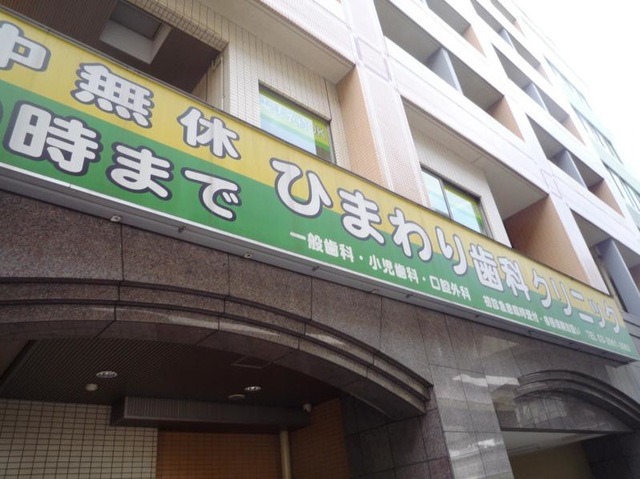 中無休
時まで
ひまわり歯科クリニック
一般歯科・小児歯科・口腔外科